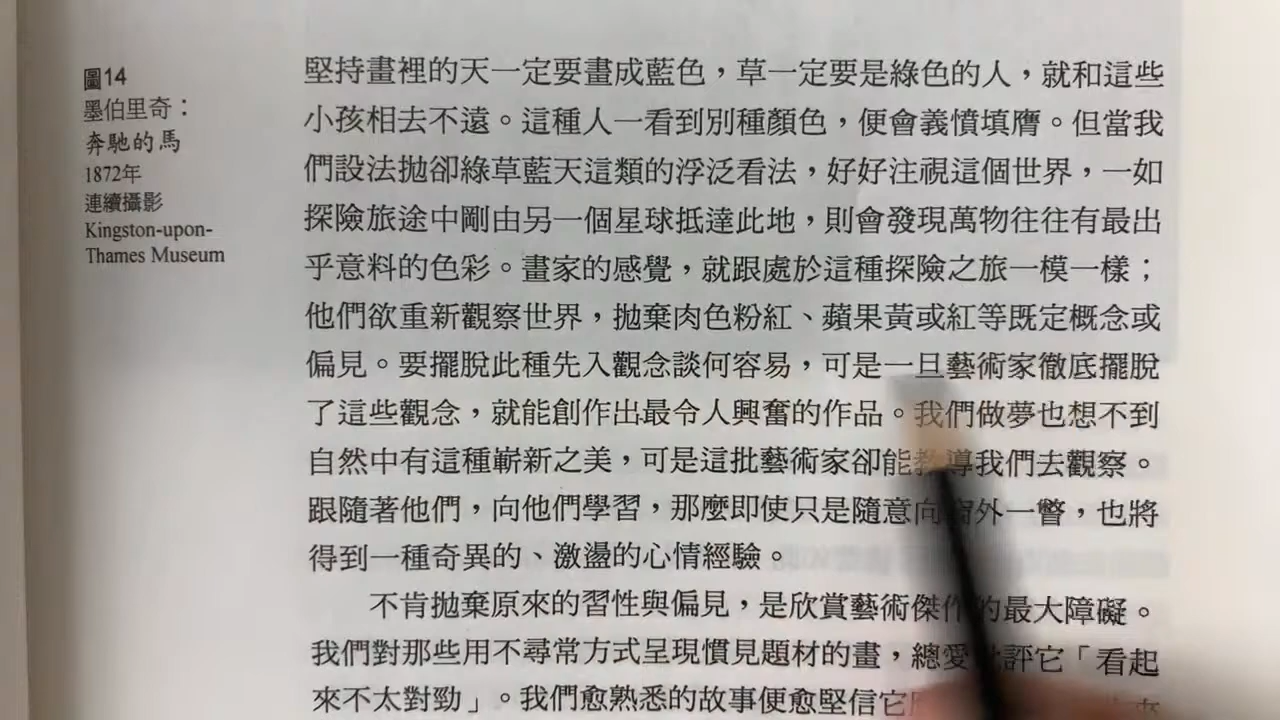 圖14
墨伯里奇：
奔馳的馬
1872年
連續攝影
Kingston-upon-
Thames Museum
堅持畫裡的天一定要畫成藍色，草一定要是綠色的人，就和這些
小孩相去不遠。這種人一看到別種顏色，便會義憤填膺。但當我
們設法拋卻綠草藍天這類的浮泛看法，好好注視這個世界，一如
探險旅途中剛由另一個星球抵達此地，則會發現萬物往往有最出
乎意料的色彩。畫家的感覺，就跟處於這種探險之旅一模一樣；
他們欲重新觀察世界，拋棄肉色粉紅、蘋果黃或紅等既定概念或
偏見。要擺脫此種先入觀念談何容易，可是一旦藝術家徹底擺脫
了這些觀念，就能創作出最令人興奮的作品。我們做夢也想不到
自然中有這種嶄新之美，可是這批藝術家卻能教導我們去觀察。
跟隨著他們，向他們學習，那麼即使只是隨意向窗外一瞥，也將
得到一種奇異的、激盪的心情經驗。
不肯拋棄原來的習性與偏見，是欣賞藝術傑作的最大障礙。
我們對那些用不尋常方式呈現慣見題材的畫，總愛批評它「看起
來不太對勁」。我們愈熟悉的故事便愈堅信它